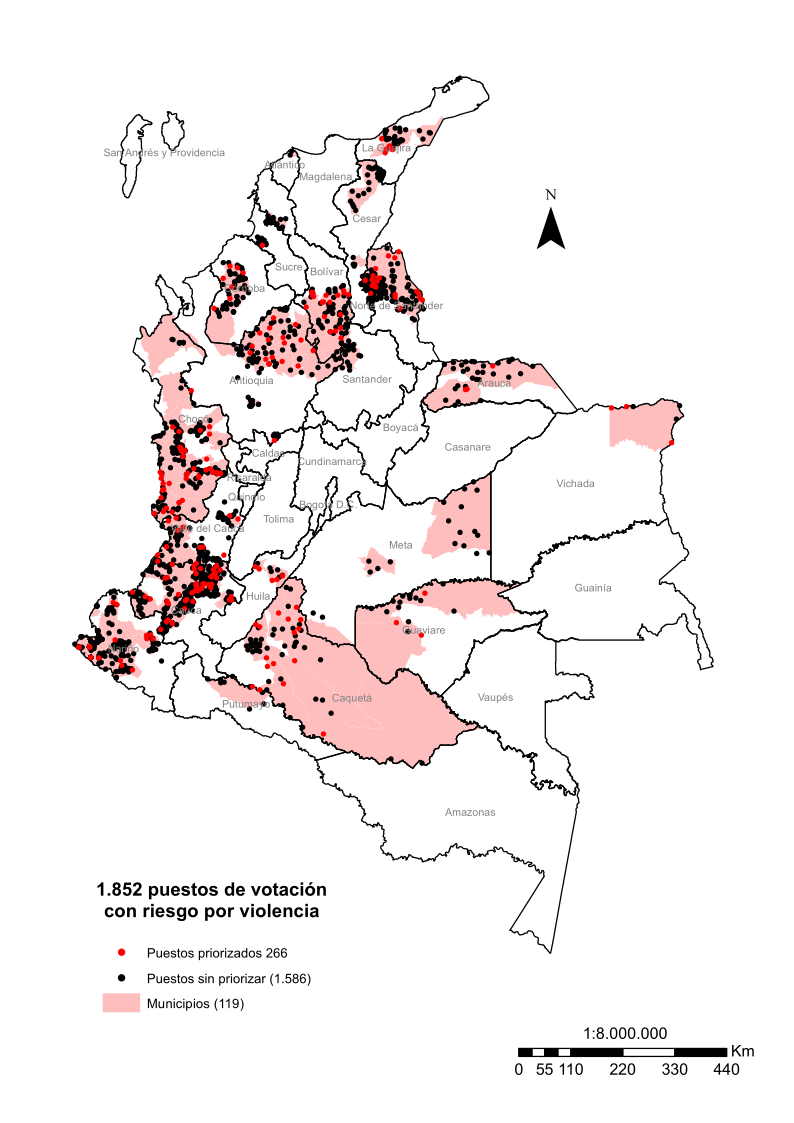 San Andrés y Providencia
La Guajira
Atlántico
Magdalena
Cesar
N
Sucre
Bolívar
Córdoba
Norte de Santander
Antioquia
Santander
Arauca
Chocó
Boyacá
Casanare
Caldas
Cundinamarca
Risaralda
Vichada
Quindío
Bogotá D.C.
Tolima
Valle del Cauca
Meta
Guainía
Huila
Cauca
Guaviare
Nariño
Caquetá
Vaupés
Putumayo
Amazonas
1.852 puestos de votación
con riesgo por violencia
Puestos priorizados 266
Puestos sin priorizar (1.586)
Municipios (119)
1:8.000.000
Km
0 55 110 220 330 440